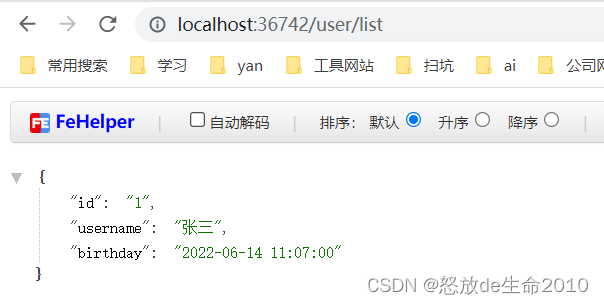 localhost:36742/user/list
常用搜索 学习 yan 工具网站 扫坑 ai 公司网
FeHelper | 自动解码 | 排序： 默认 升序 降序 |
{
"id": "1",
"username": "张三",
"birthday": "2022-06-14 11:07:00"
}
CSDN @怒放de生命2010